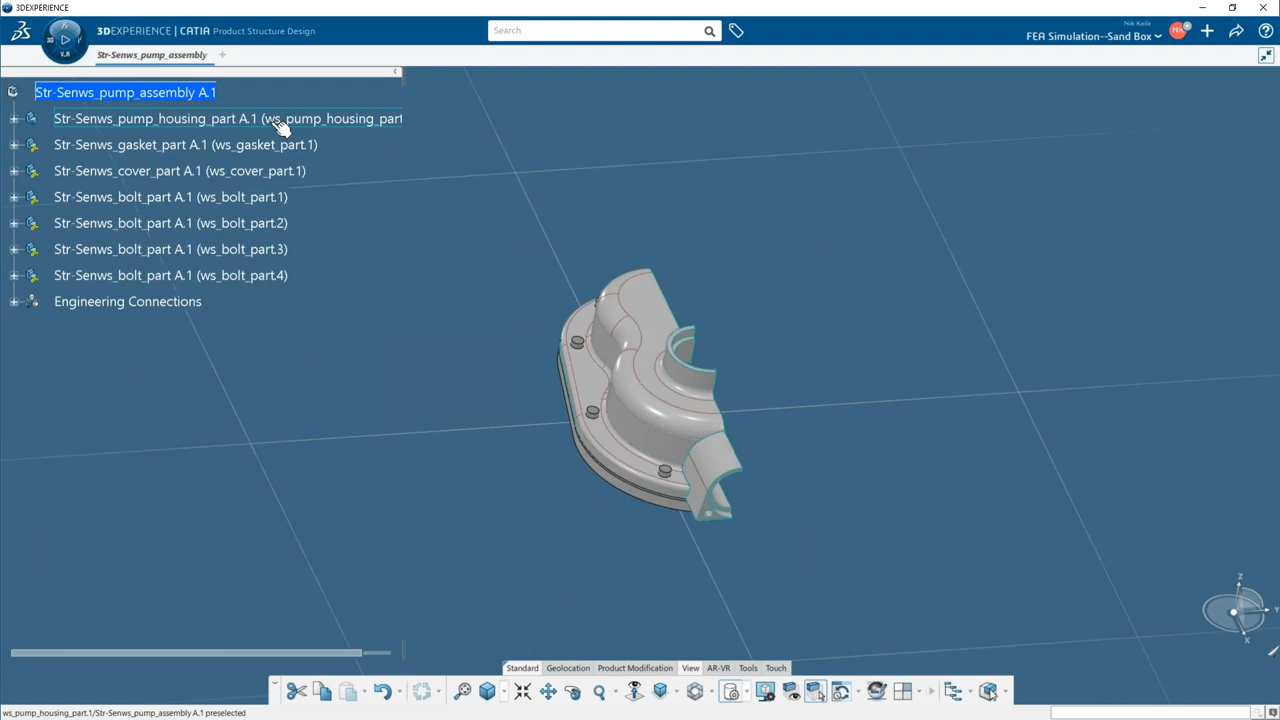 3DEXPERIENCE
3DEXPERIENCE | CATIA Product Structure Design
Search
Nik Kaila
FEA Simulation--Sand Box
NK
V.R
Str-Senws_pump_assembly
Str-Senws_pump_assembly A.1
Str-Senws_pump_housing_part A.1 (ws_pump_housing_part
Str-Senws_gasket_part A.1 (ws_gasket_part.1)
Str-Senws_cover_part A.1 (ws_cover_part.1)
Str-Senws_bolt_part A.1 (ws_bolt_part.1)
Str-Senws_bolt_part A.1 (ws_bolt_part.2)
Str-Senws_bolt_part A.1 (ws_bolt_part.3)
Str-Senws_bolt_part A.1 (ws_bolt_part.4)
Engineering Connections
Z
Y
X
Standard Geolocation Product Modification View AR-VR Tools Touch
ws_pump_housing_part.1/Str-Senws_pump_assembly A.1 preselected